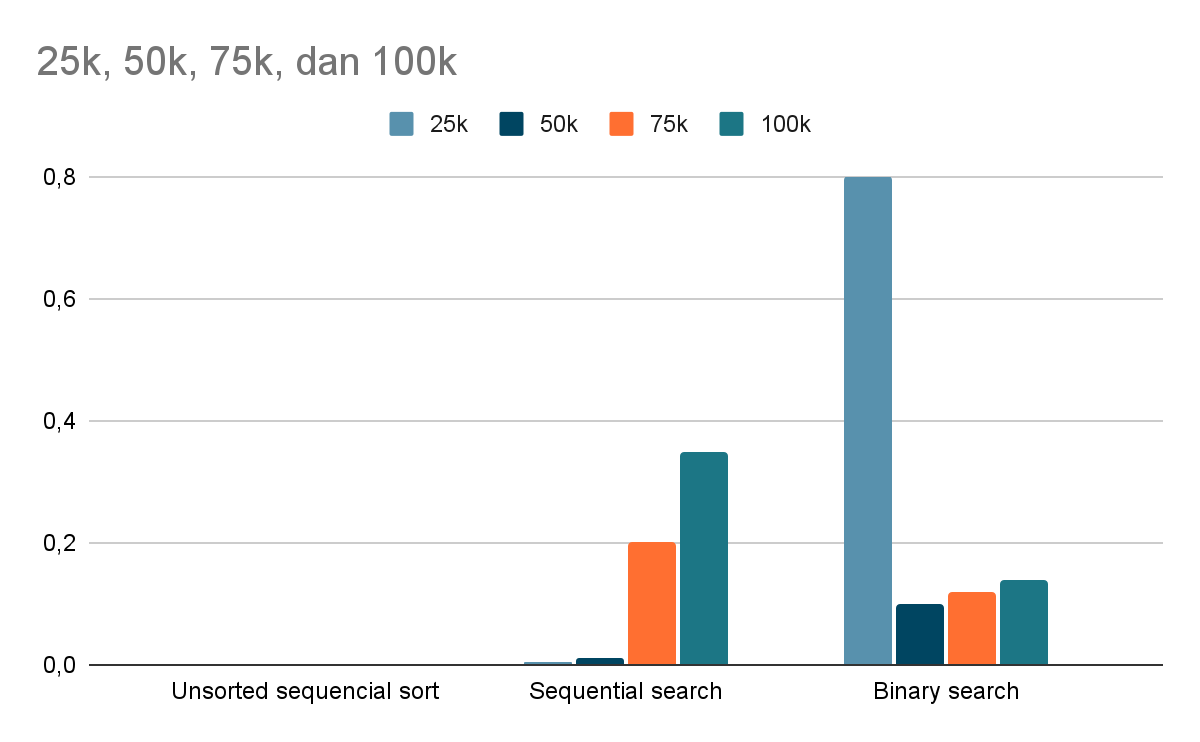 25k, 50k, 75k, dan 100k
25k 50k 75k 100k
0,8
0,6
0,4
0,2
0,0
Unsorted sequencial sort Sequential search Binary search